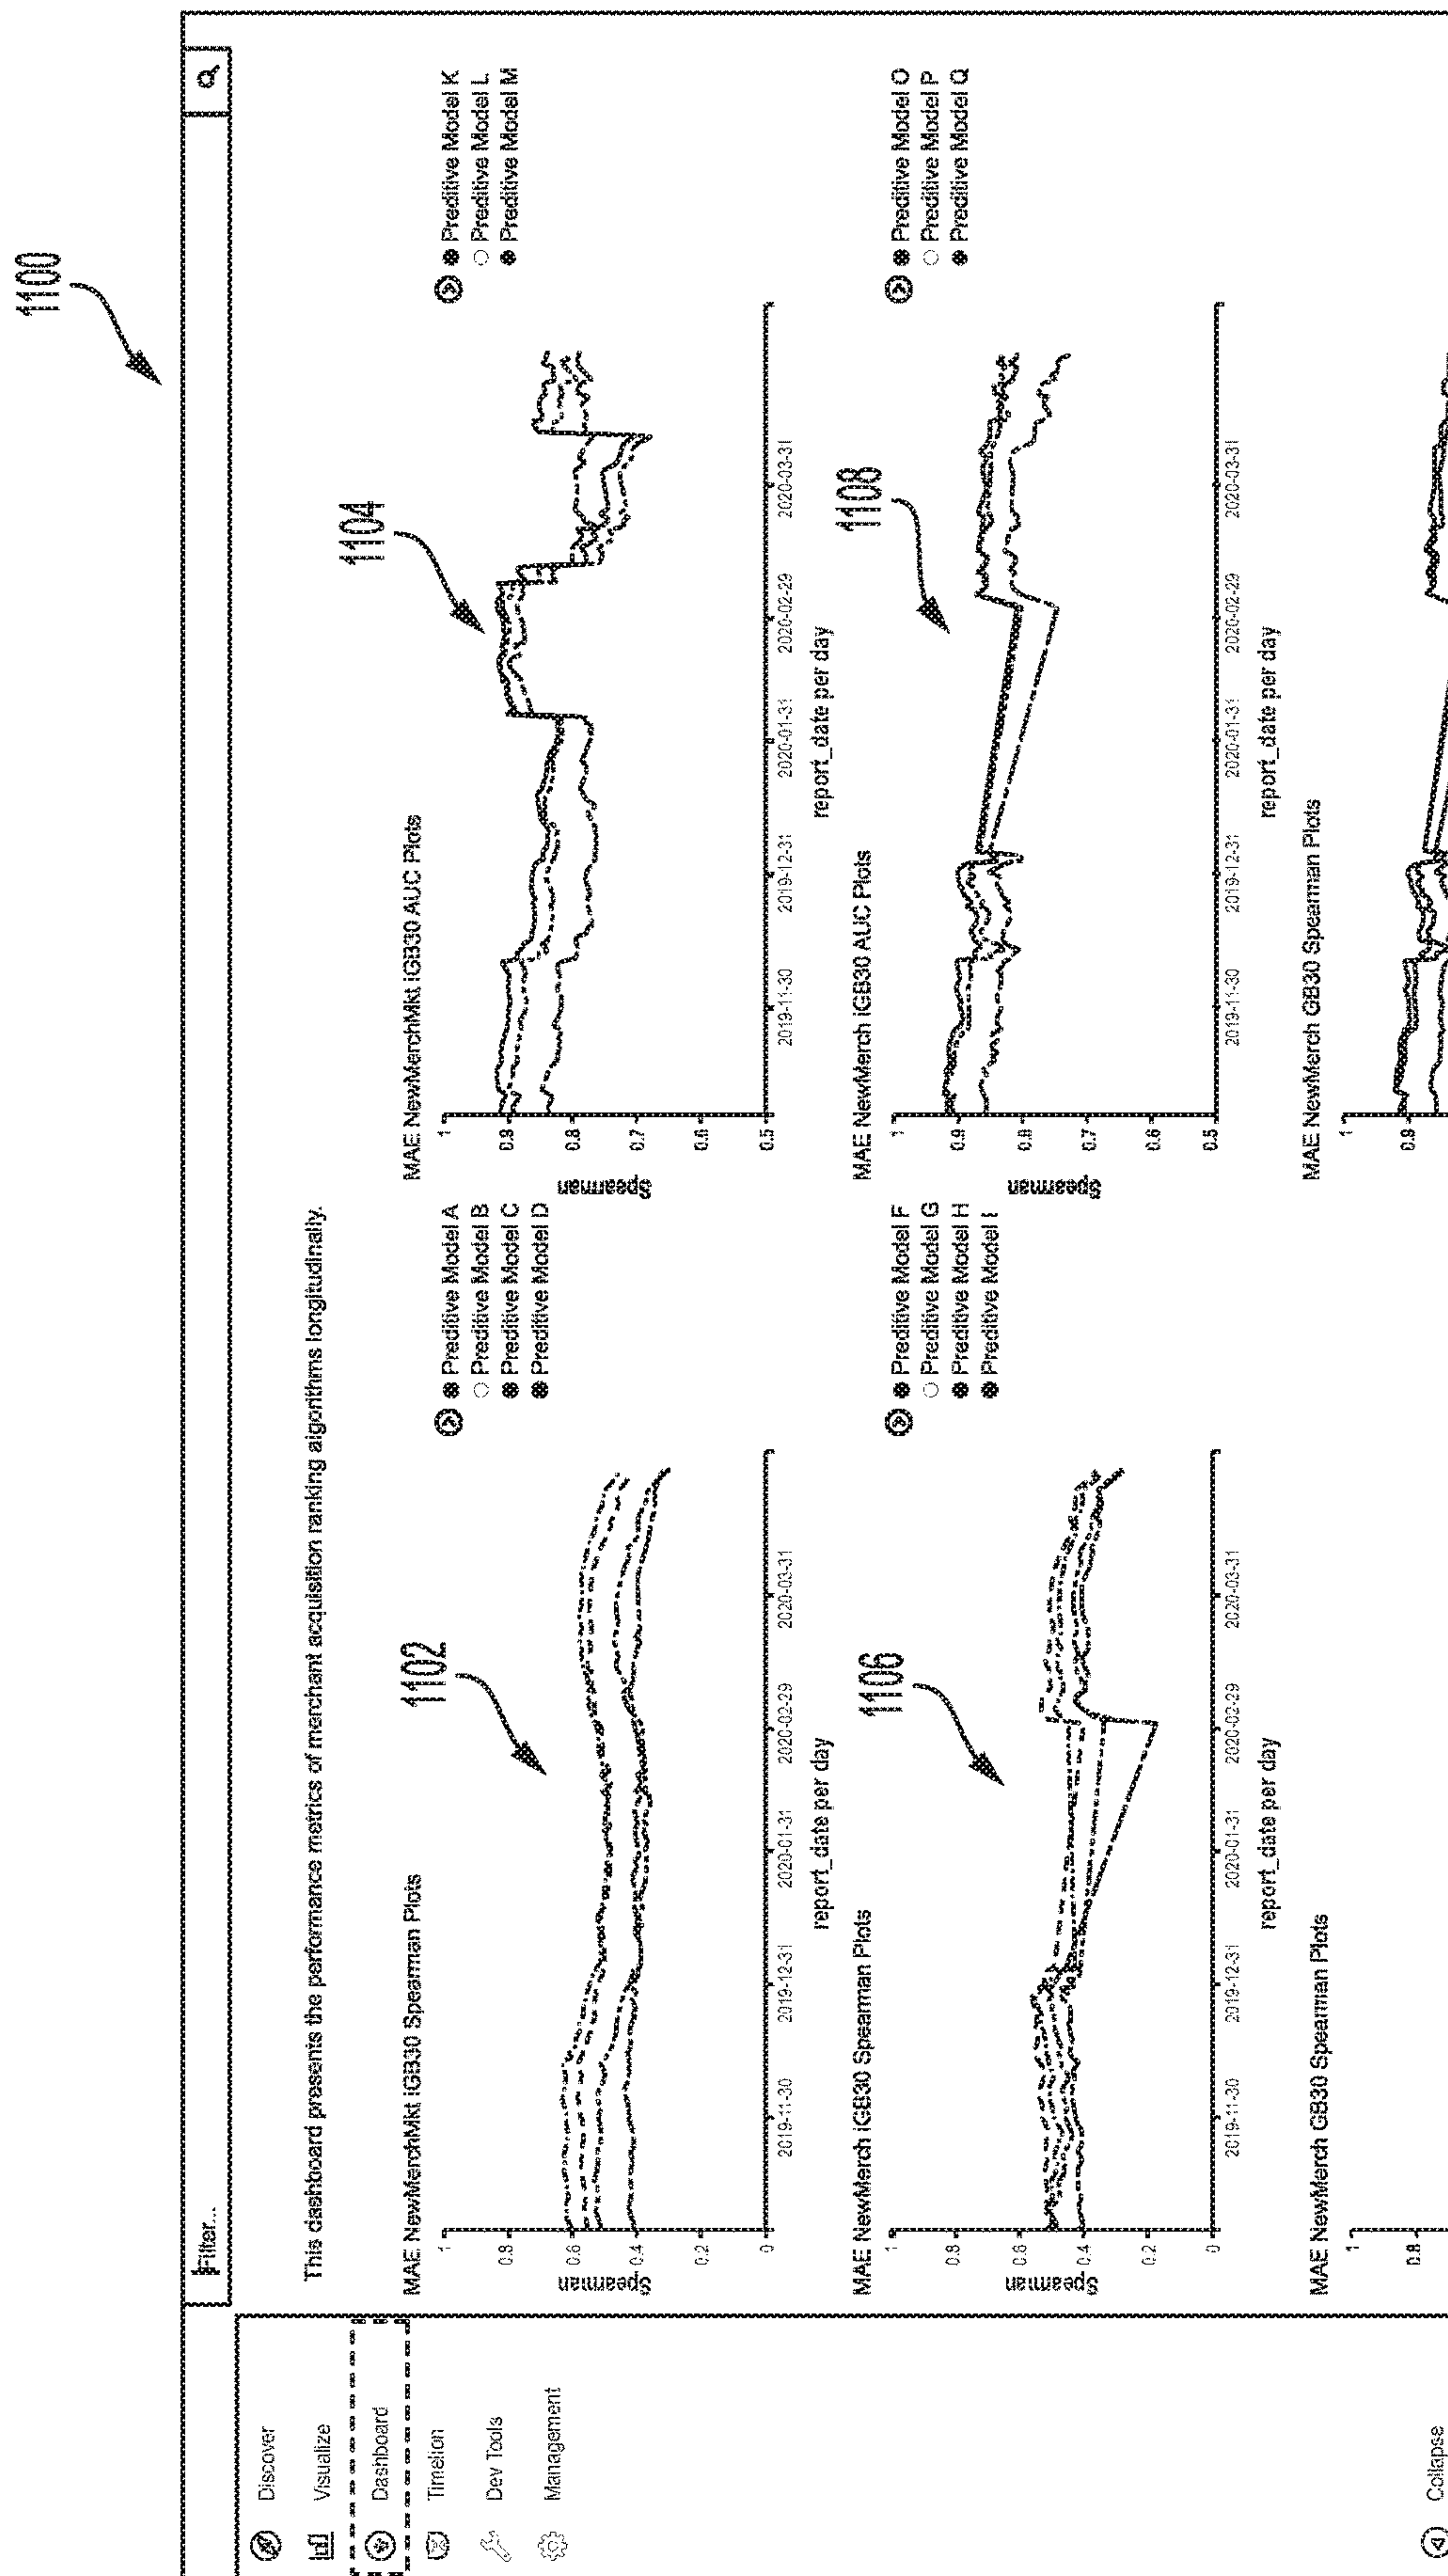 1100
Filter...
Discover
Visualize
Dashboard
Timelion
Dev Tools
Management
Collapse
This dashboard presents the performance metrics of merchant acquisition ranking algorithms longitudinally.
MAE NewMerchMkt iGB30 Spearman Plots
1102
Spearman
1
0.8
0.6
0.4
0.2
0
2019-11-30
2019-12-31
2020-01-31
2020-02-29
2020-03-31
report_date per day
Preditive Model A
Preditive Model B
Preditive Model C
Preditive Model D
MAE NewMerchMkt iGB30 AUC Plots
1104
Spearman
1
0.9
0.8
0.7
0.6
0.5
2019-11-30
2019-12-31
2020-01-31
2020-02-29
2020-03-31
report_date per day
Preditive Model K
Preditive Model L
Preditive Model M
MAE NewMerch iGB30 Spearman Plots
1106
Spearman
1
0.8
0.6
0.4
0.2
0
2019-11-30
2019-12-31
2020-01-31
2020-02-29
2020-03-31
report_date per day
Preditive Model F
Preditive Model G
Preditive Model H
Preditive Model I
MAE NewMerch iGB30 AUC Plots
1108
Spearman
1
0.9
0.8
0.7
0.6
0.5
2019-11-30
2019-12-31
2020-01-31
2020-02-29
2020-03-31
report_date per day
Preditive Model O
Preditive Model P
Preditive Model Q
MAE NewMerch GB30 Spearman Plots
1
0.8
MAE NewMerch GB30 Spearman Plots
1
0.9